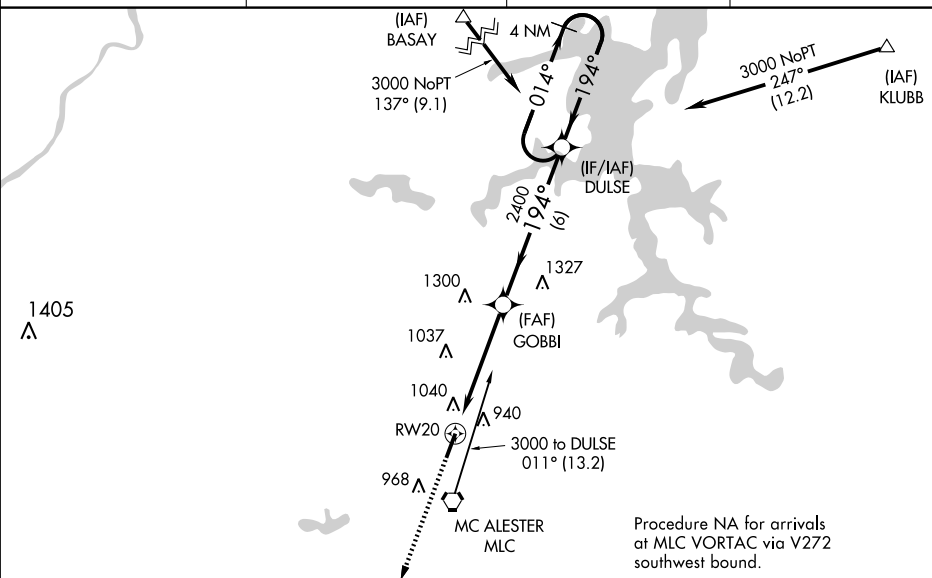 (IAF)
BASAY
4 NM
3000 NoPT
137° (9.1)
014°
194°
3000 NoPT
247°
(12.2)
(IAF)
KLUBB
(IF/IAF)
DULSE
2400
194°
(6)
1300
1327
1405
(FAF)
GOBBI
1037
1040
940
RW20
3000 to DULSE
011° (13.2)
968
MC ALESTER
MLC
Procedure NA for arrivals
at MLC VORTAC via V272
southwest bound.